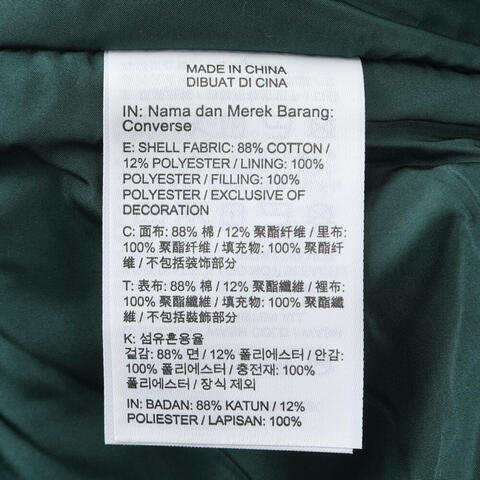 MADE IN CHINA
DIBUAT DI CINA
IN: Nama dan Merek Barang:
Converse
E: SHELL FABRIC: 88% COTTON /
12% POLYESTER / LINING: 100%
POLYESTER / FILLING: 100%
POLYESTER / EXCLUSIVE OF
DECORATION
C: 面布: 88% 棉 / 12% 聚酯纤维 / 里布:
100% 聚酯纤维 / 填充物: 100% 聚酯纤
维 / 不包括装饰部分
T: 表布: 88% 棉 / 12% 聚酯纖維 / 裡布:
100% 聚酯纖維 / 填充物: 100% 聚酯纖
維 / 不包括裝飾部分
K: 섬유혼용율
겉감: 88% 면 / 12% 폴리에스터 / 안감:
100% 폴리에스터 / 충전재: 100%
폴리에스터 / 장식 제외
IN: BADAN: 88% KATUN / 12%
POLIESTER / LAPISAN: 100%